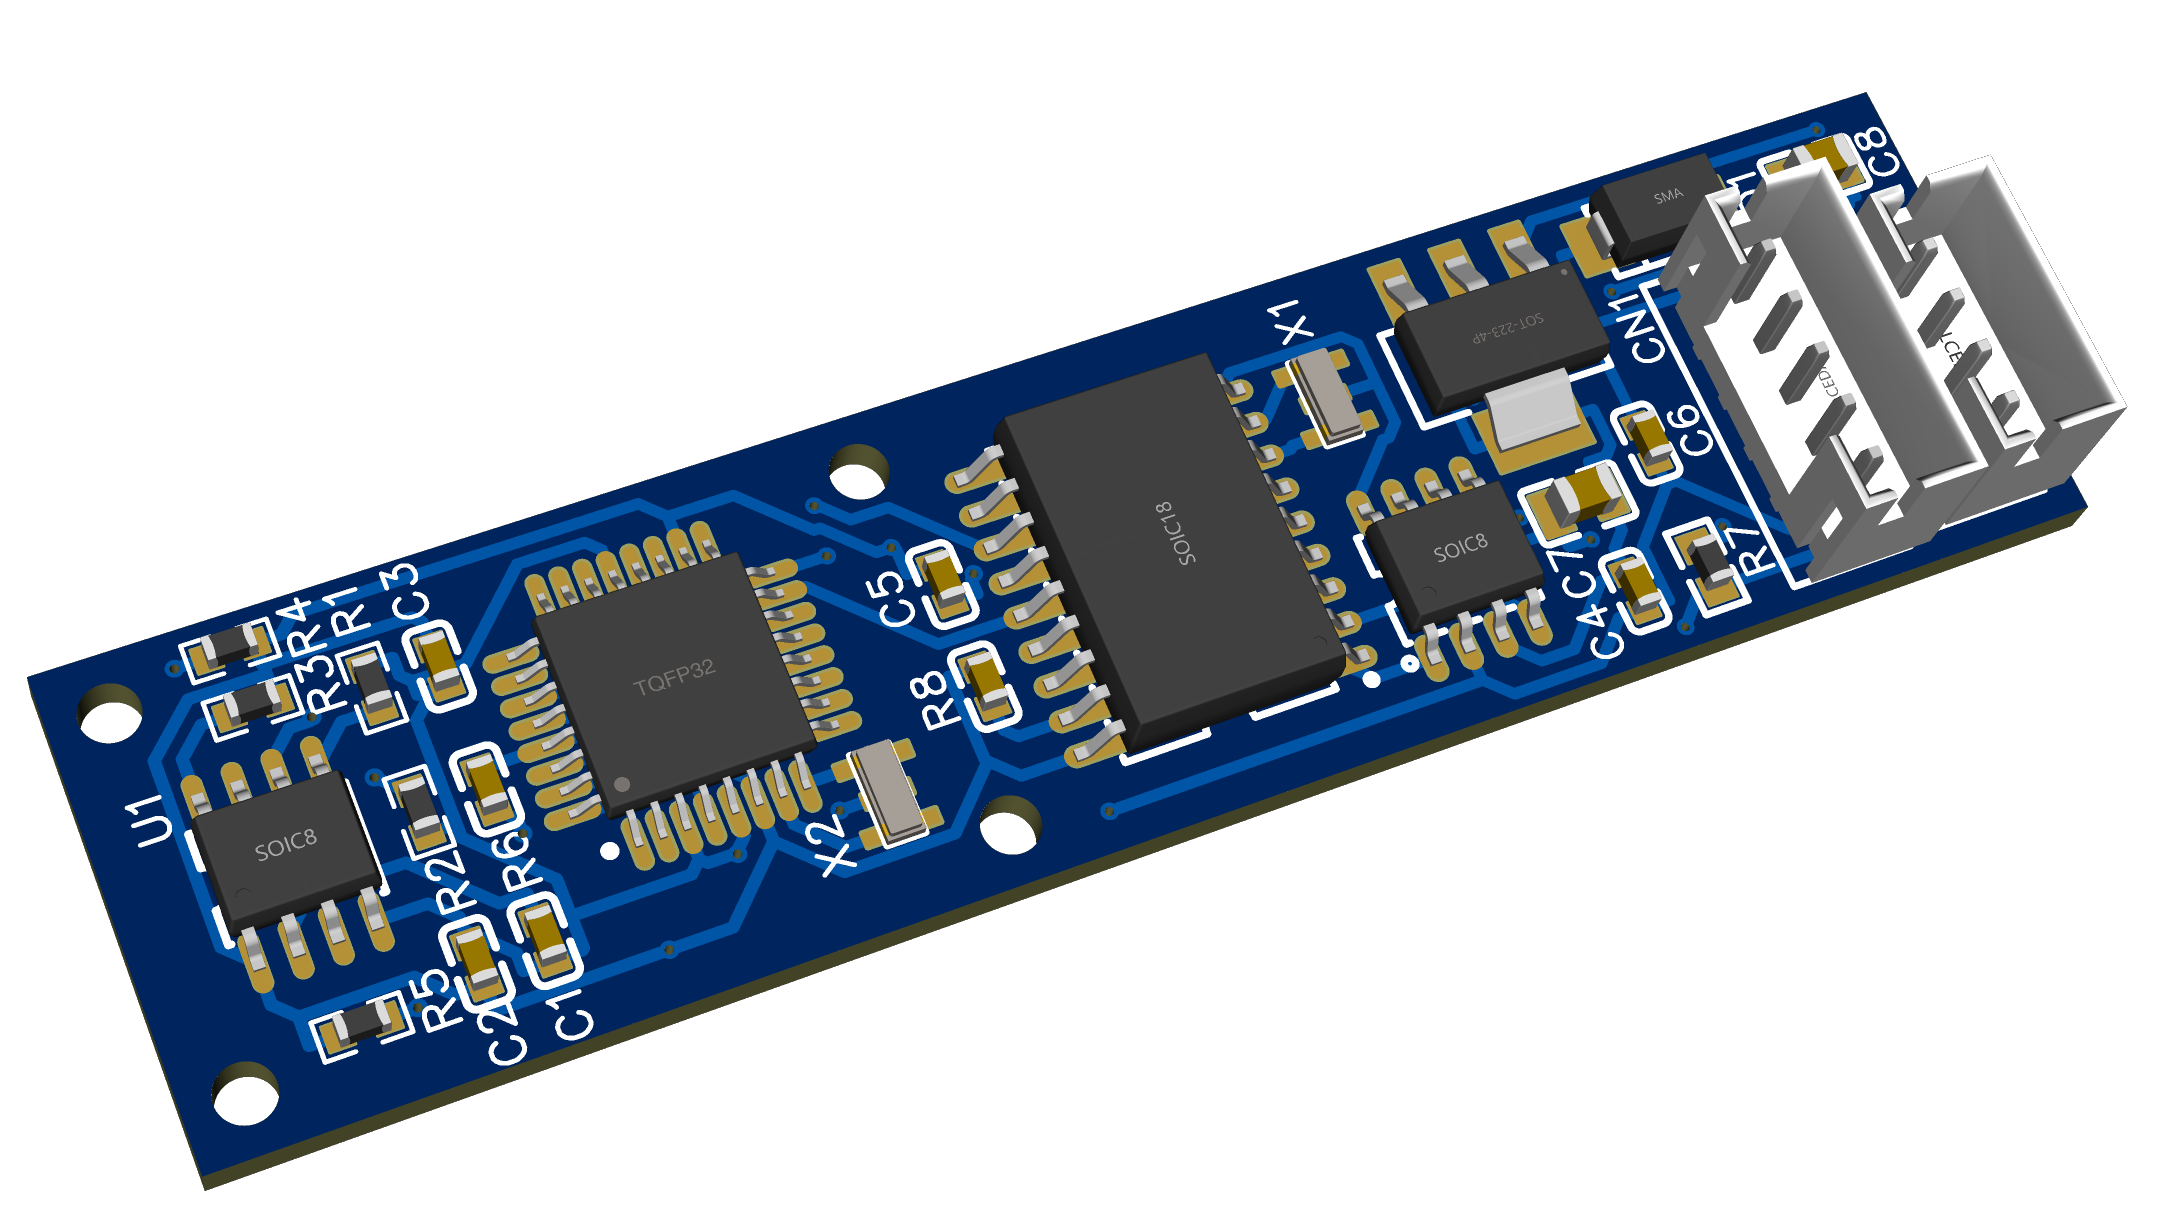 C8
SMA
CN1
SOT-223-4P
X1
C6
SOIC18
SOIC8
C7
R7
C4
C5
R8
TQFP32
X2
R4
R1
C3
R3
U1
SOIC8
R2
R6
R5
C2
C1